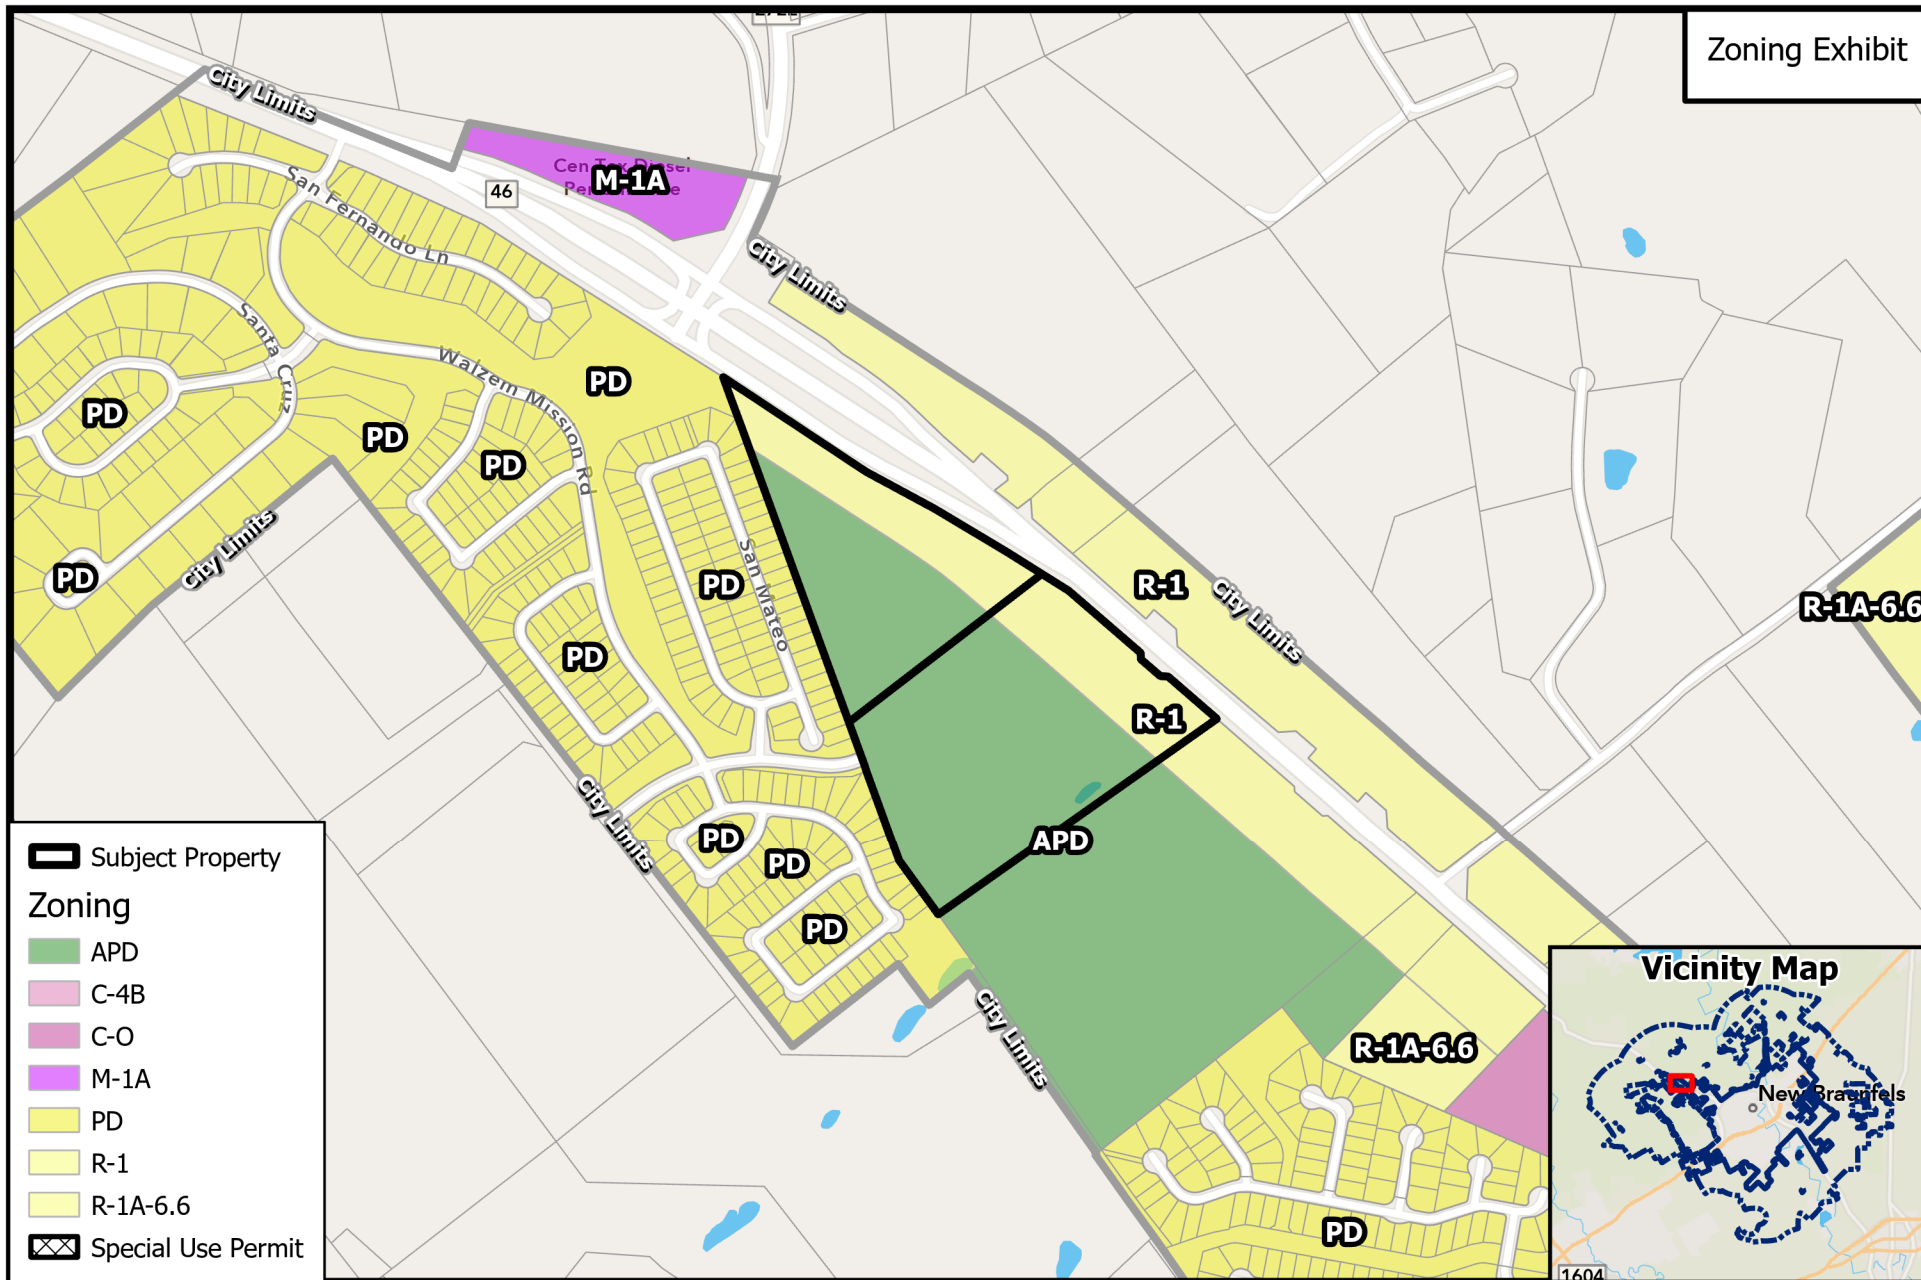 Zoning Exhibit
City Limits
Cen Tex Diesel
M-1A
46
San Fernando Ln
City Limits
Santa Cruz
Walzem Mission Rd
PD
PD
PD
PD
PD
City Limits
San Mateo
PD
PD
R-1
City Limits
R-1A-6.6
R-1
City Limits
PD
PD
APD
PD
City Limits
R-1A-6.6
PD
Subject Property
Zoning
APD
C-4B
C-O
M-1A
PD
R-1
R-1A-6.6
Special Use Permit
Vicinity Map
New Braunfels
1604